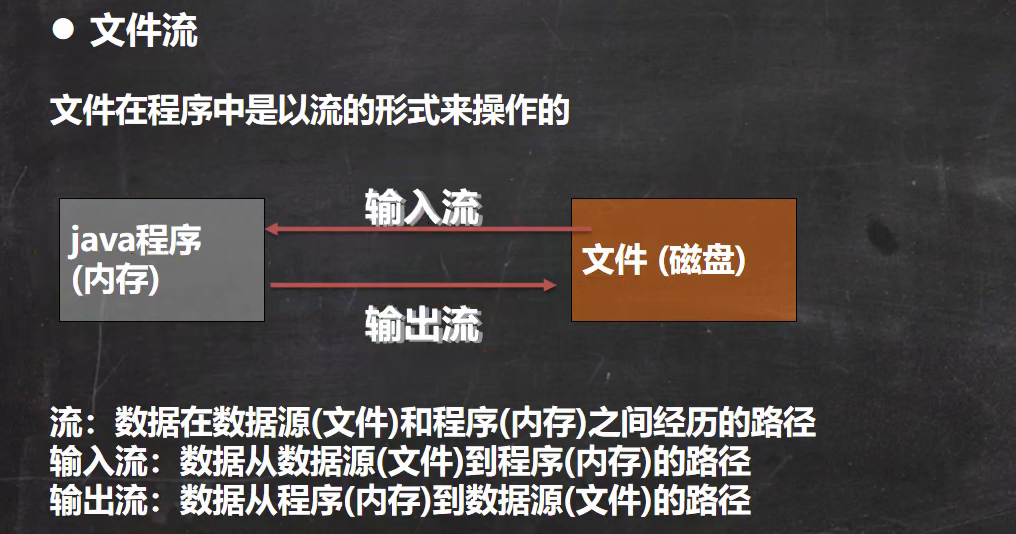 ● 文件流
文件在程序中是以流的形式来操作的
输入流
java程序
(内存)
文件 (磁盘)
输出流
流：数据在数据源(文件)和程序(内存)之间经历的路径
输入流：数据从数据源(文件)到程序(内存)的路径
输出流：数据从程序(内存)到数据源(文件)的路径